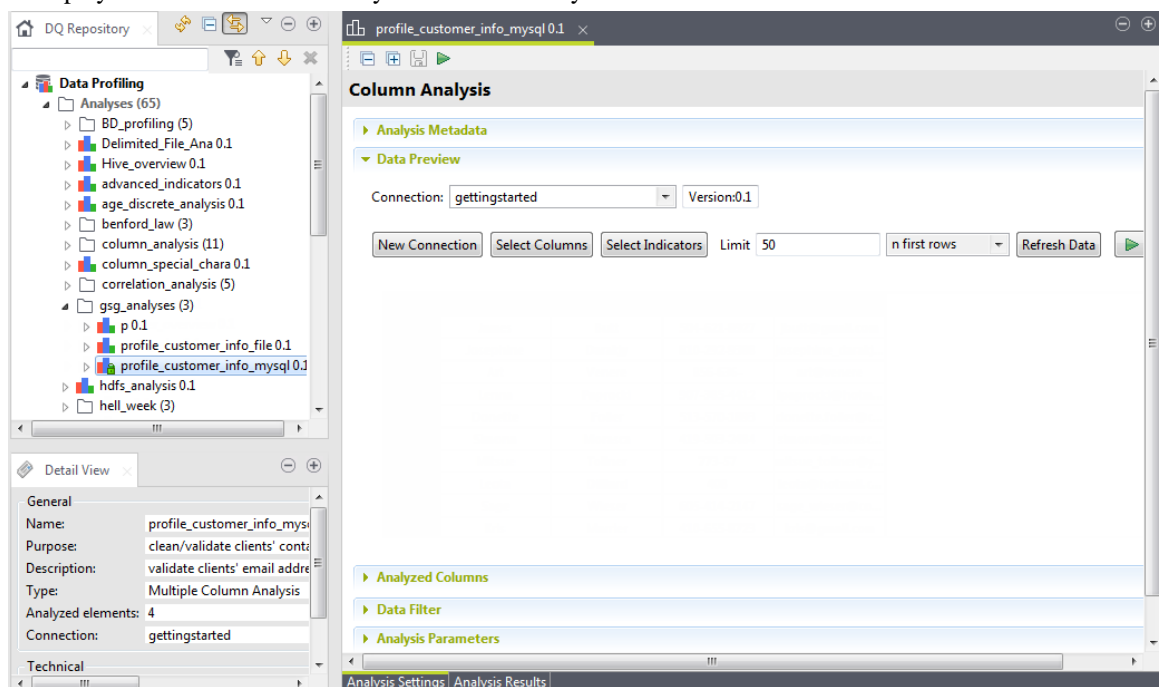 DQ Repository
Data Profiling
Analyses (65)
BD_profiling (5)
Delimited_File_Ana 0.1
Hive_overview 0.1
advanced_indicators 0.1
age_discrete_analysis 0.1
benford_law (3)
column_analysis (11)
column_special_chara 0.1
correlation_analysis (5)
gsg_analyses (3)
p 0.1
profile_customer_info_file 0.1
profile_customer_info_mysql 0.1
hdfs_analysis 0.1
hell_week (3)
Detail View
General
Name: profile_customer_info_mys
Purpose: clean/validate clients' conta
Description: validate clients' email addre
Type: Multiple Column Analysis
Analyzed elements: 4
Connection: gettingstarted
Technical
profile_customer_info_mysql 0.1
Column Analysis
Analysis Metadata
Data Preview
Connection: gettingstarted Version:0.1
New Connection Select Columns Select Indicators Limit 50 n first rows Refresh Data
Analyzed Columns
Data Filter
Analysis Parameters
Analysis Settings Analysis Results